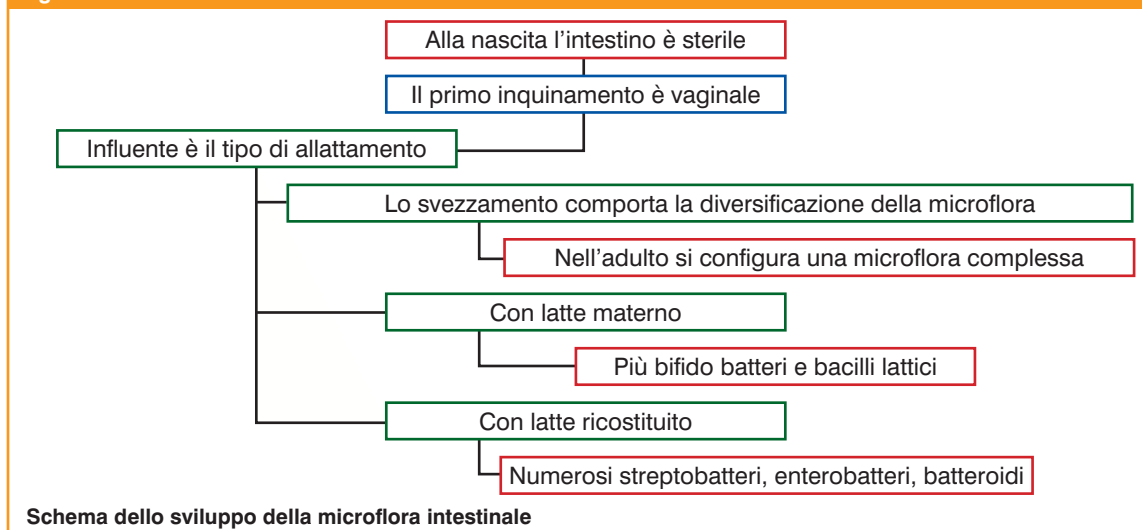 Alla nascita l'intestino è sterile
Il primo inquinamento è vaginale
Influente è il tipo di allattamento
Lo svezzamento comporta la diversificazione della microflora
Nell'adulto si configura una microflora complessa
Con latte materno
Più bifido batteri e bacilli lattici
Con latte ricostituito
Numerosi streptobatteri, enterobatteri, batteroidi
Schema dello sviluppo della microflora intestinale